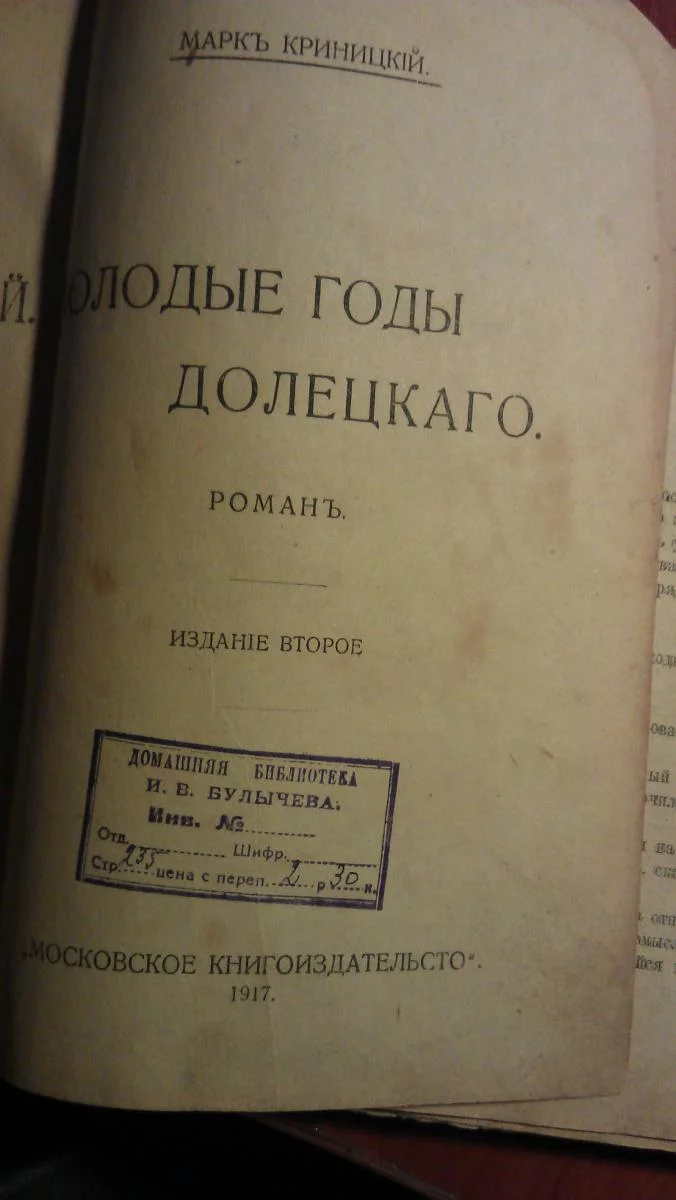 МАРКЪ КРИНИЦКІЙ.
Й.
ОЛОДЫЕ ГОДЫ
ДОЛЕЦКАГО.
РОМАНЪ.
ИЗДАНІЕ ВТОРОЕ
ДОМАШНЯЯ БИБЛИОТЕКА
И. В. БУЛЫЧЕВА.
Инв. №
Отд. Шифр.
Стр. 235 цена с переп. 2 р 30 к.
„МОСКОВСКОЕ КНИГОИЗДАТЕЛЬСТО".
1917.